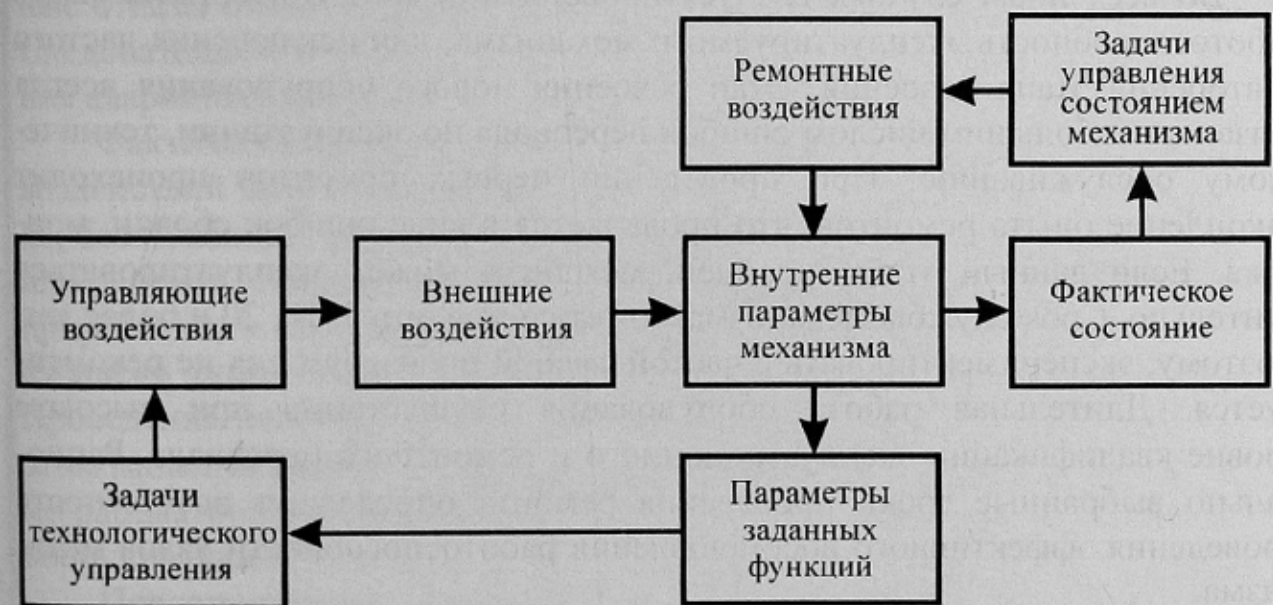 Ремонтные
воздействия
Задачи
управления
состоянием
механизма
Управляющие
воздействия
Внешние
воздействия
Внутренние
параметры
механизма
Фактическое
состояние
Задачи
технологического
управления
Параметры
заданных
функций